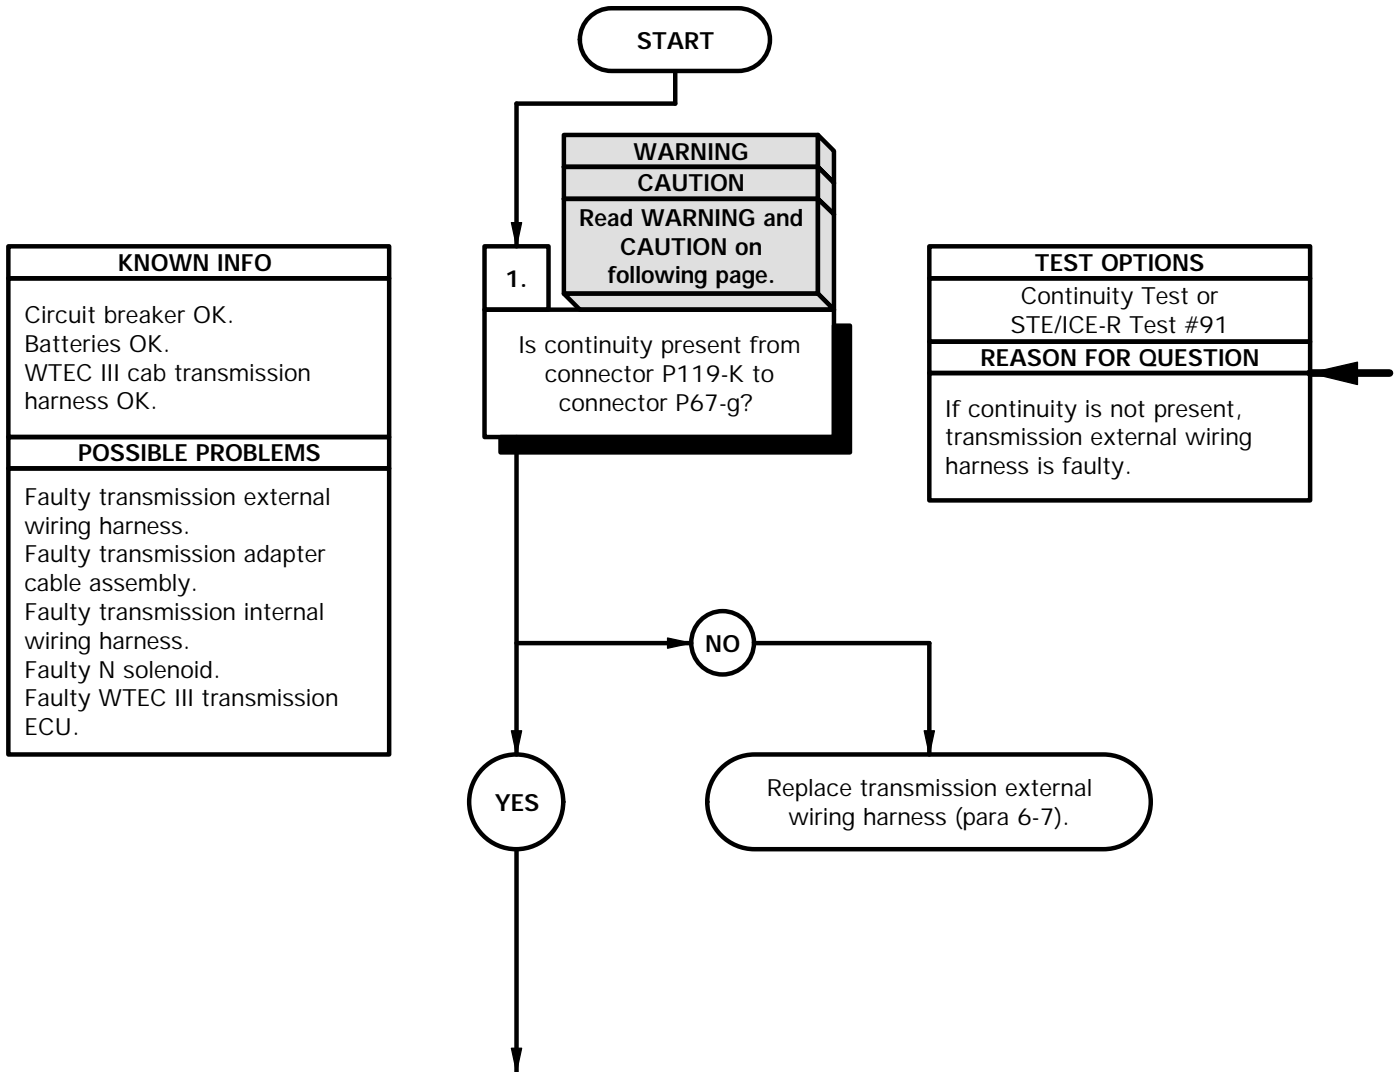 START
WARNING
CAUTION
Read WARNING and
CAUTION on
following page.
KNOWN INFO
Circuit breaker OK.
Batteries OK.
WTEC III cab transmission
harness OK.
POSSIBLE PROBLEMS
Faulty transmission external
wiring harness.
Faulty transmission adapter
cable assembly.
Faulty transmission internal
wiring harness.
Faulty N solenoid.
Faulty WTEC III transmission
ECU.
1.
Is continuity present from
connector P119-K to
connector P67-g?
TEST OPTIONS
Continuity Test or
STE/ICE-R Test #91
REASON FOR QUESTION
If continuity is not present,
transmission external wiring
harness is faulty.
NO
YES
Replace transmission external
wiring harness (para 6-7).